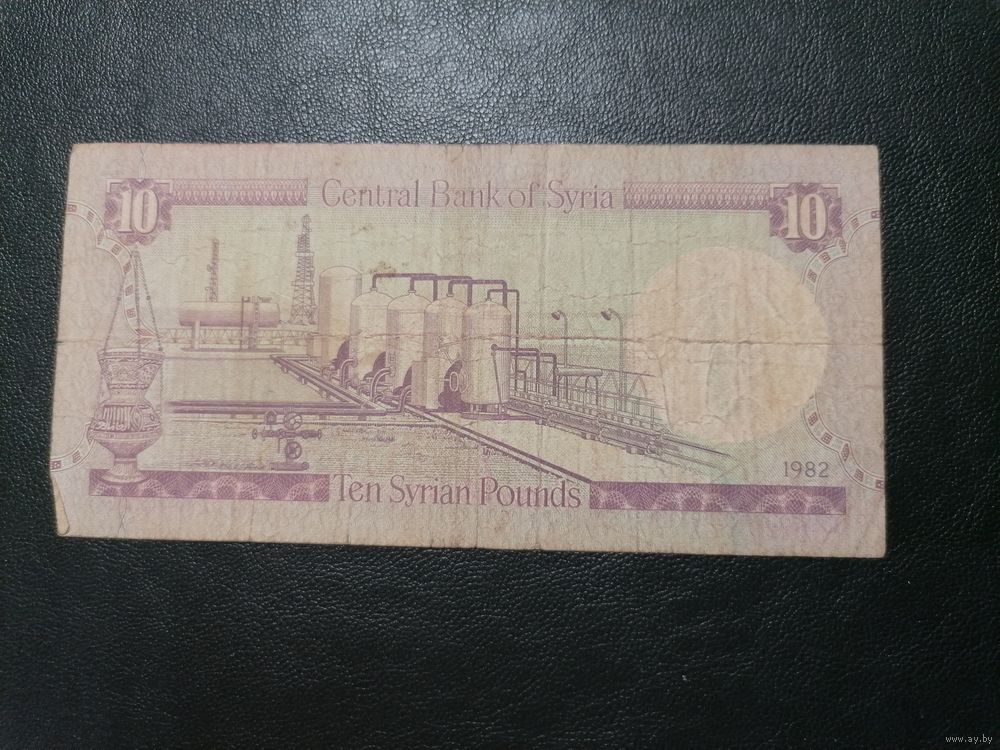 10 Central Bank of Syria 10
1982
Ten Syrian Pounds
www.ay.by